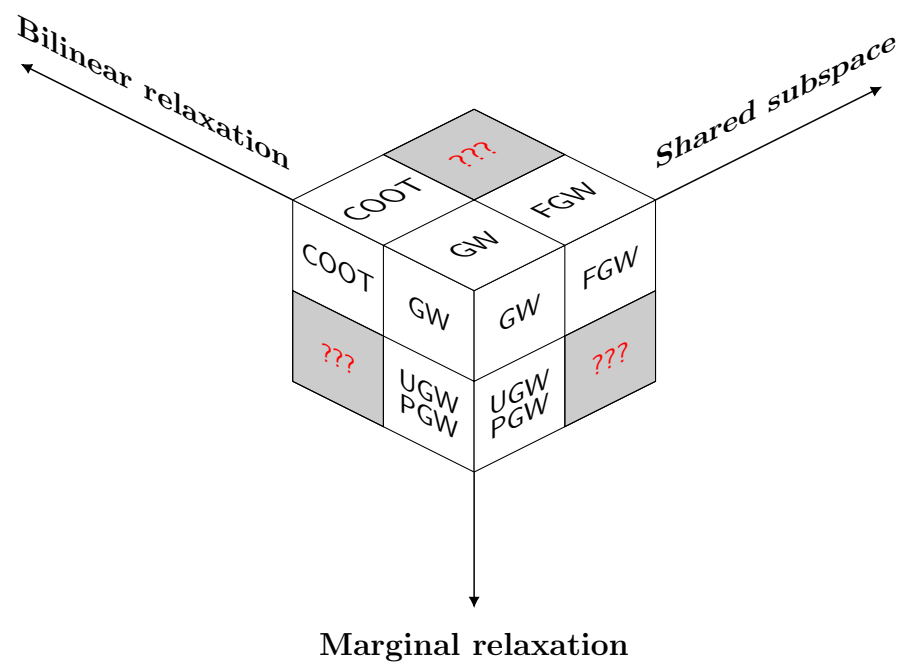 Bilinear relaxation
Shared subspace
???
COOT
FGW
GW
COOT
GW
GW
FGW
???
UGW
PGW
UGW
PGW
???
Marginal relaxation